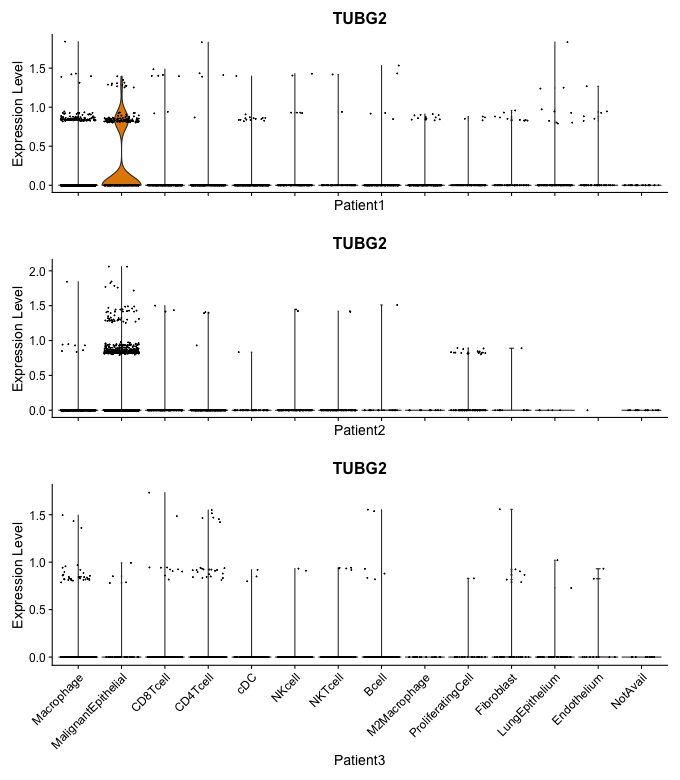 TUBG2
Expression Level
1.5
1.0
0.5
0.0
Patient1
TUBG2
Expression Level
2.0
1.5
1.0
0.5
0.0
Patient2
TUBG2
Expression Level
1.5
1.0
0.5
0.0
Macrophage
MalignantEpithelial
CD8Tcell
CD4Tcell
cDC
NKcell
NKTcell
Bcell
M2Macrophage
ProliferatingCell
Fibroblast
LungEpithelium
Endothelium
NotAvail
Patient3